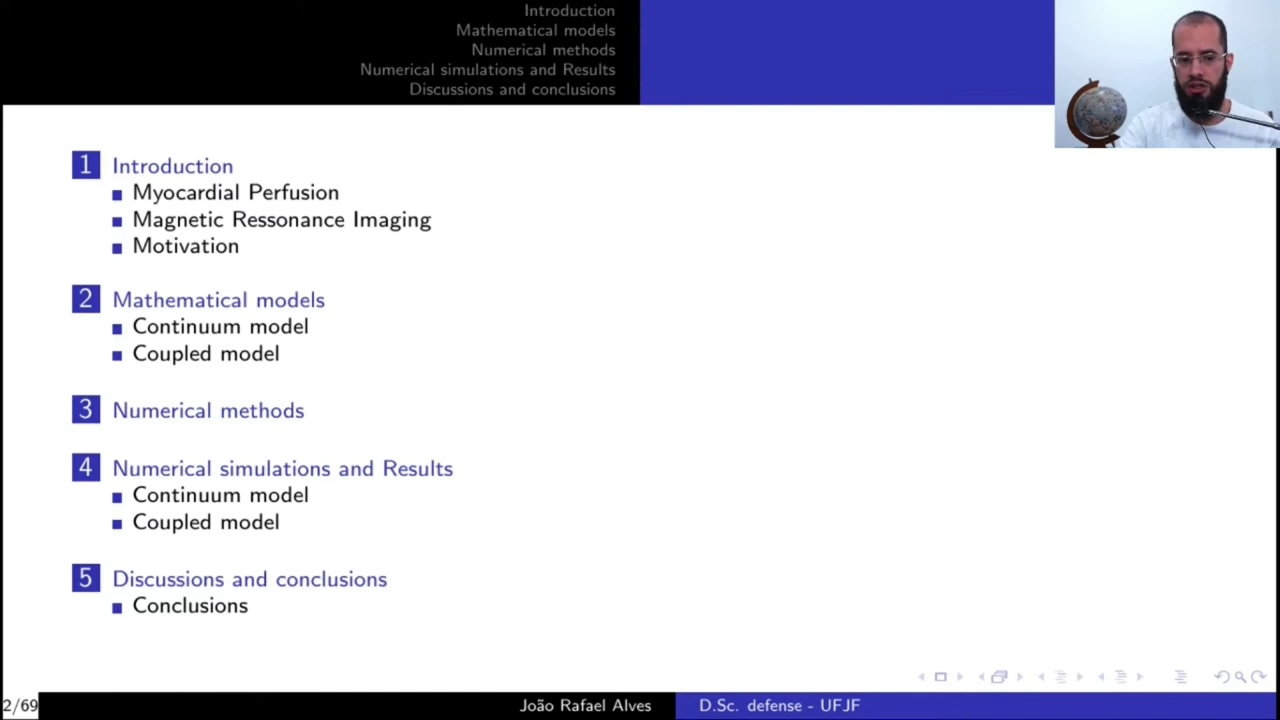 Introduction
Mathematical models
Numerical methods
Numerical simulations and Results
Discussions and conclusions
1 Introduction
Myocardial Perfusion
Magnetic Ressonance Imaging
Motivation
2 Mathematical models
Continuum model
Coupled model
3 Numerical methods
4 Numerical simulations and Results
Continuum model
Coupled model
5 Discussions and conclusions
Conclusions
2/69 João Rafael Alves D.Sc. defense - UFJF